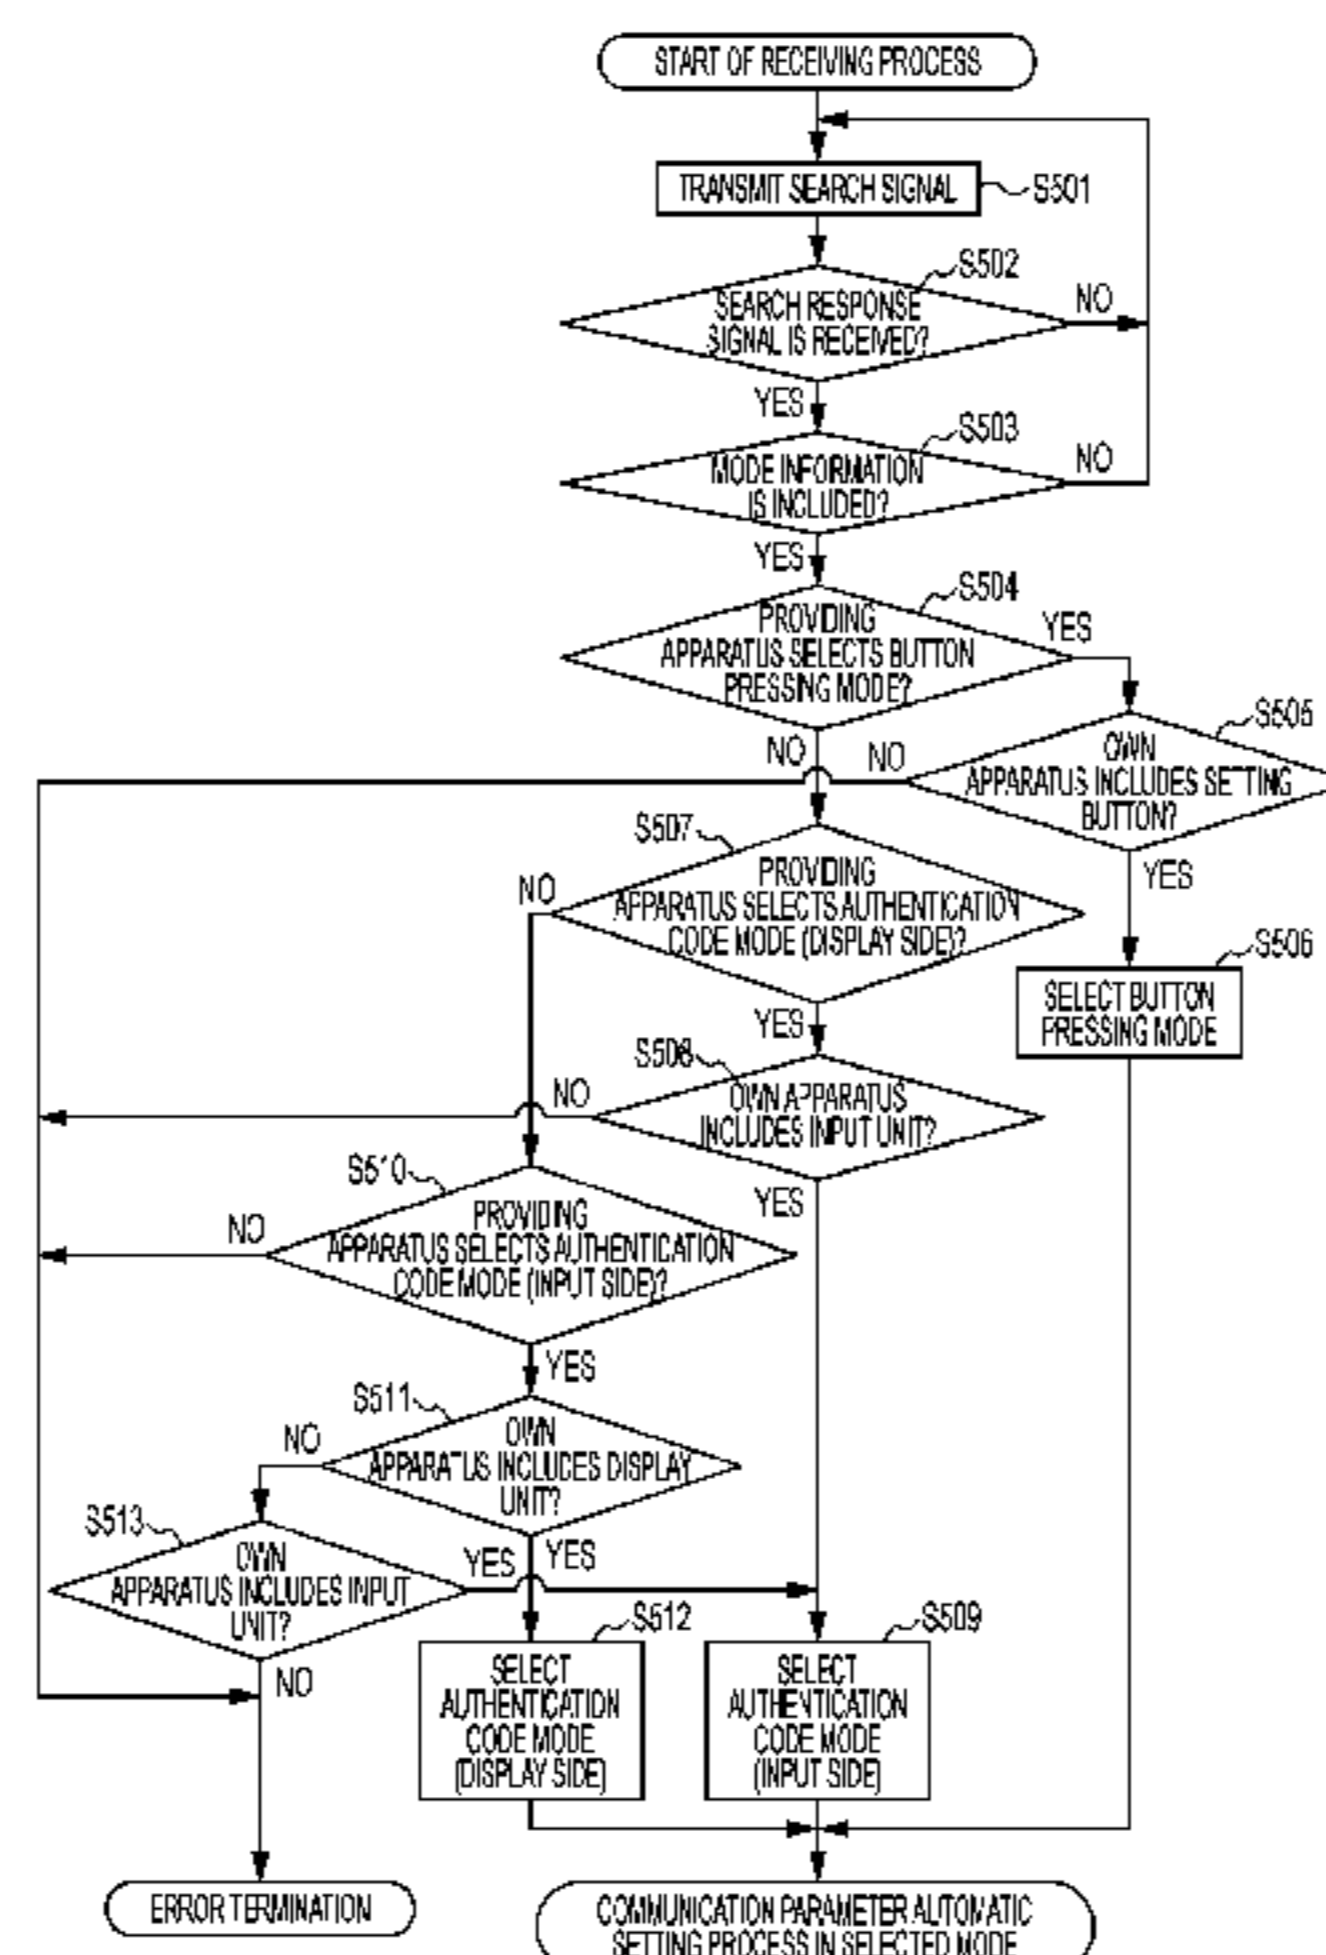 START OF RECEIVING PROCESS
TRANSMIT SEARCH SIGNAL
S501
S502
SEARCH RESPONSE
SIGNAL IS RECEIVED?
NO
YES
S503
MODE INFORMATION
IS INCLUDED?
NO
YES
S504
PROVIDING
APPARATUS SELECTS BUTTON
PRESSING MODE?
YES
NO
S505
OWN
APPARATUS INCLUDES SETTING
BUTTON?
NO
YES
S506
SELECT BUTTON
PRESSING MODE
S507
PROVIDING
APPARATUS SELECTS AUTHENTICATION
CODE MODE (DISPLAY SIDE)?
NO
YES
S508
OWN APPARATUS
INCLUDES INPUT UNIT?
NO
YES
S510
PROVIDING
APPARATUS SELECTS AUTHENTICATION
CODE MODE (INPUT SIDE)?
NO
YES
S511
OWN
APPARATUS INCLUDES DISPLAY
UNIT?
NO
YES
S513
OWN
APPARATUS INCLUDES INPUT
UNIT?
YES
NO
S512
SELECT
AUTHENTICATION
CODE MODE
(DISPLAY SIDE)
S509
SELECT
AUTHENTICATION
CODE MODE
(INPUT SIDE)
ERROR TERMINATION
COMMUNICATION PARAMETER AUTOMATIC
SETTING PROCESS IN SELECTED MODE